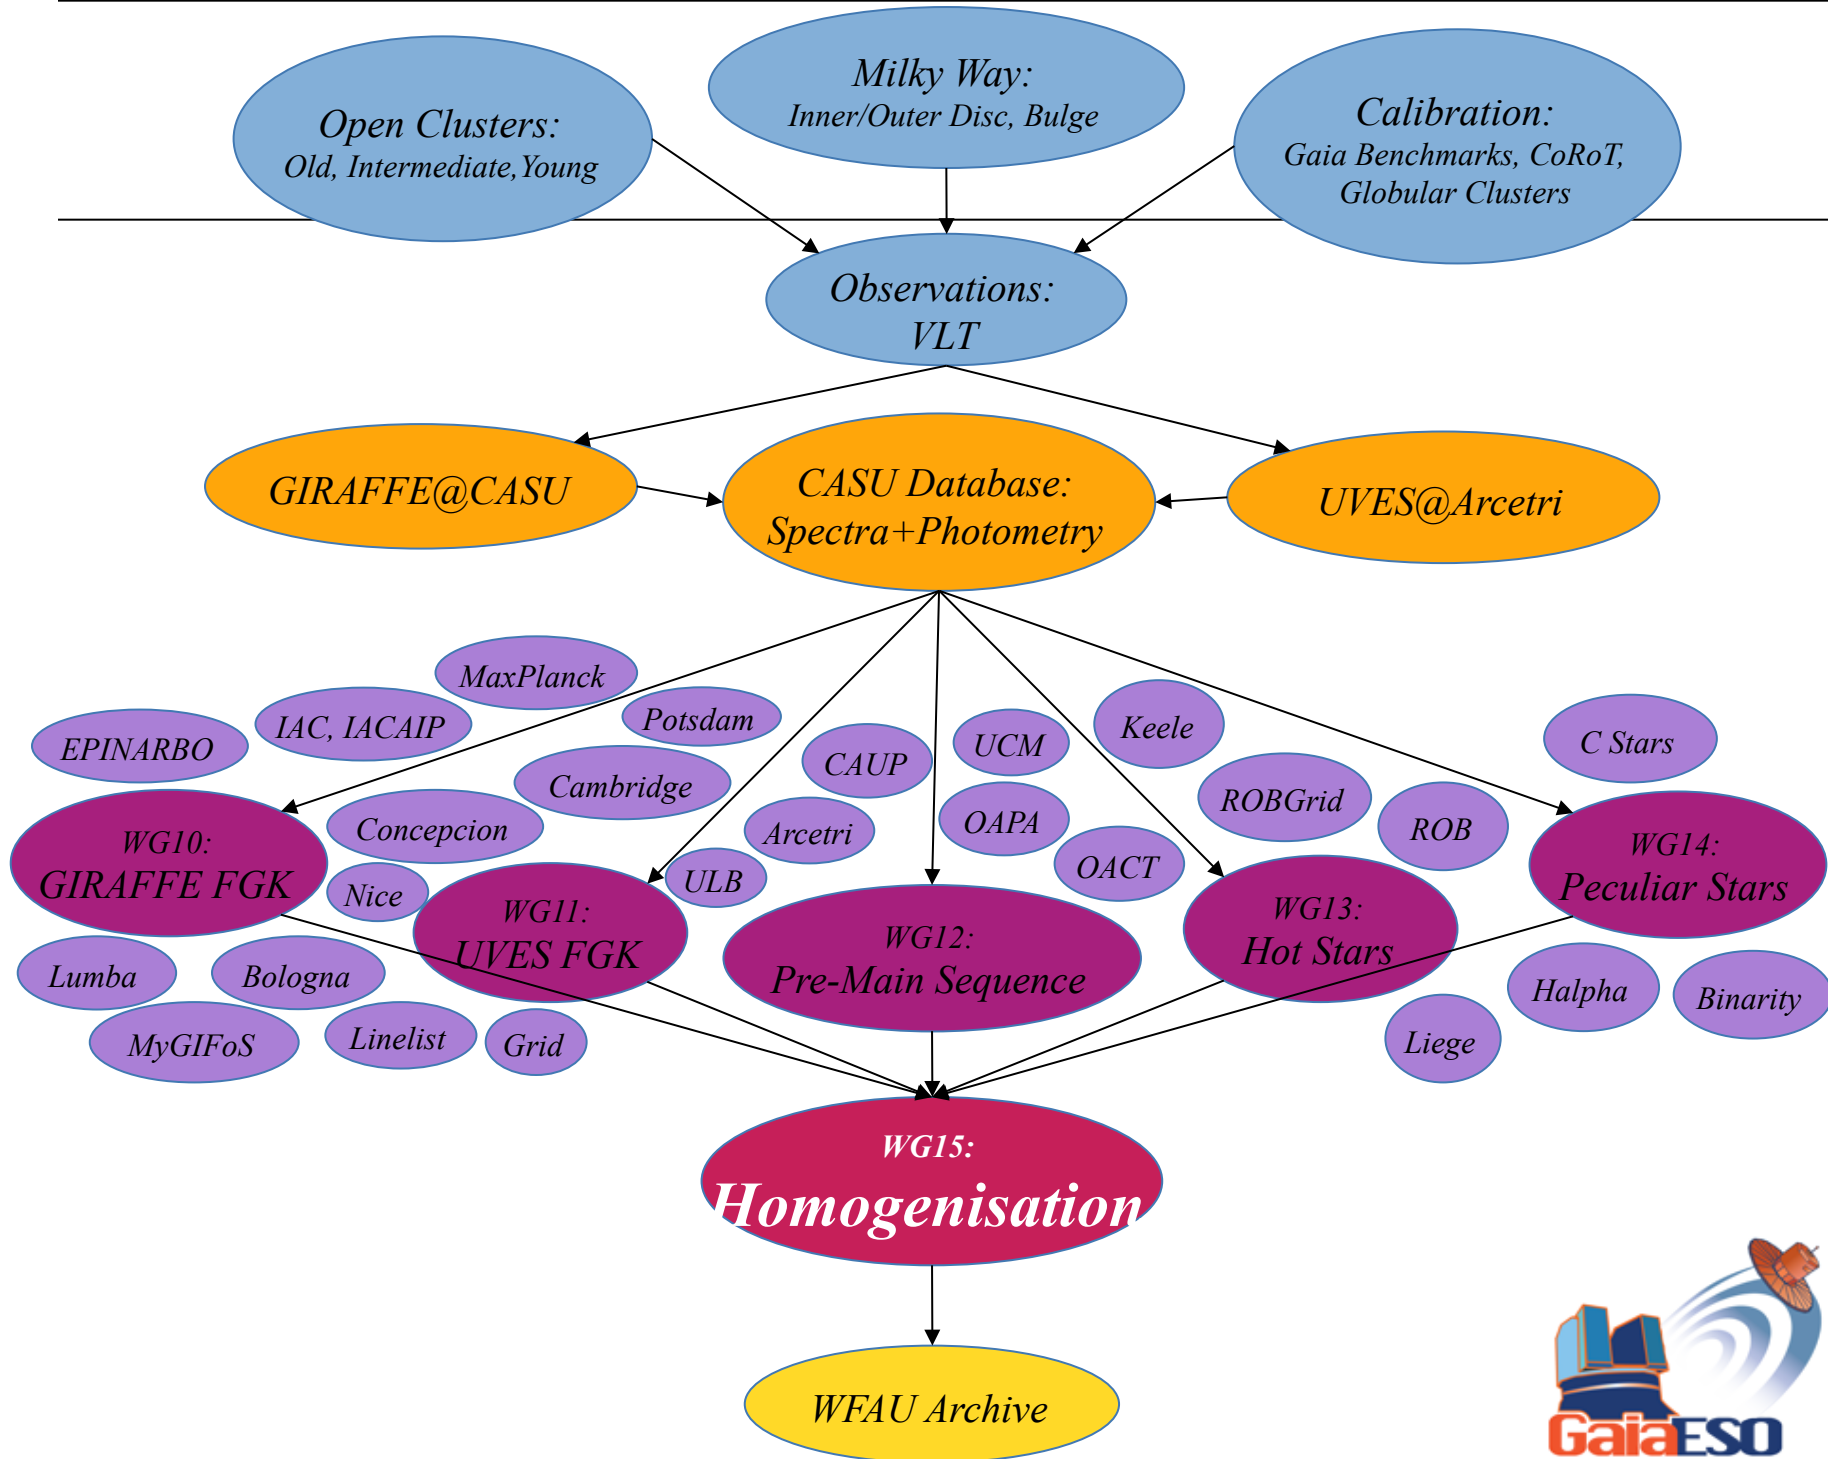 Milky Way:
Inner/Outer Disc, Bulge
Open Clusters:
Old, Intermediate,Young
Calibration:
Gaia Benchmarks, CoRoT,
Globular Clusters
Observations:
VLT
GIRAFFE@CASU
CASU Database:
Spectra+Photometry
UVES@Arcetri
MaxPlanck
IAC, IACAIP
EPINARBO
Potsdam
Cambridge
Concepcion
CAUP
UCM
Keele
C Stars
Arcetri
OAPA
ROBGrid
ROB
OACT
ULB
Nice
WG10:
GIRAFFE FGK
WG11:
UVES FGK
WG12:
Pre-Main Sequence
WG13:
Hot Stars
WG14:
Peculiar Stars
Lumba
Bologna
MyGIFoS
Linelist
Grid
Halpha
Binarity
Liege
WG15:
Homogenisation
WFAU Archive
GaiaESO